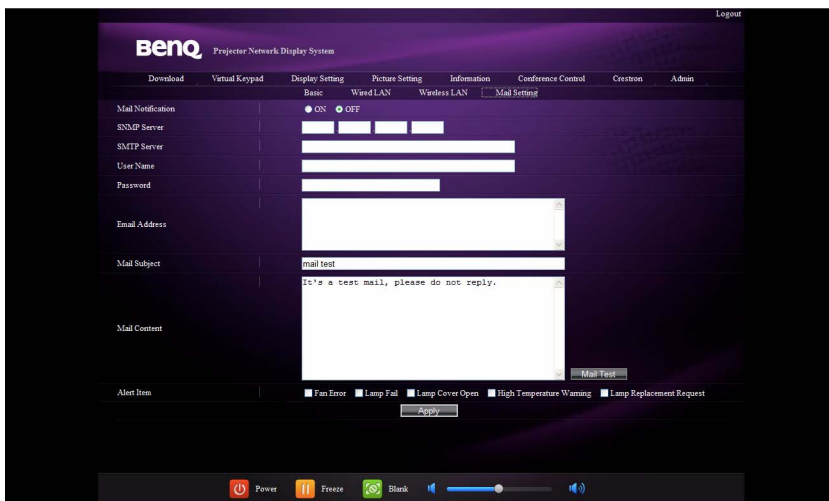 Logout
BenQ Projector Network Display System
Download Virtual Keypad Display Setting Picture Setting Information Conference Control Crestron Admin
Basic Wired LAN Wireless LAN Mail Setting
Mail Notification ON OFF
SNMP Server
SMTP Server
User Name
Password
Email Address
Mail Subject mail test
It's a test mail, please do not reply.
Mail Content
Mail Test
Alert Item Fan Error Lamp Fail Lamp Cover Open High Temperature Warning Lamp Replacement Request
Apply
Power Freeze Blank